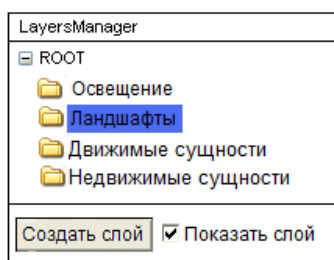 LayersManager
ROOT
Освещение
Ландшафты
Движимые сущности
Недвижимые сущности
Создать слой Показать слой